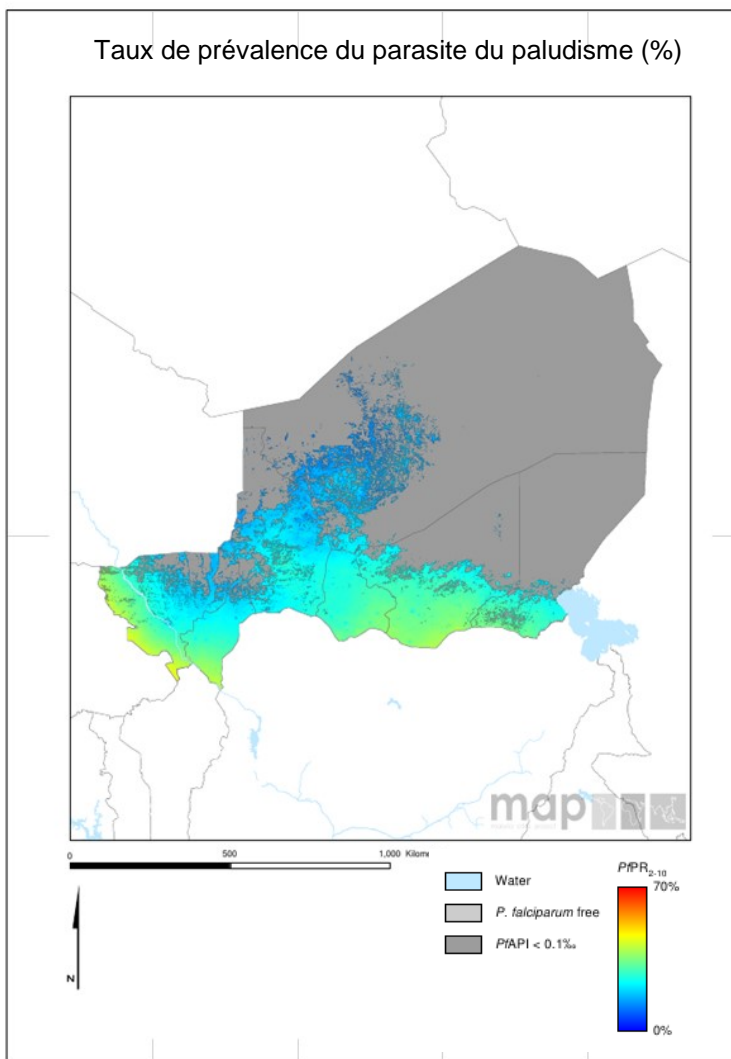 Taux de prévalence du parasite du paludisme (%)
map
0 500 1,000 Kilome
Water
P. falciparum free
PfAPI < 0.1‰
PfPR2-10
70%
0%
N